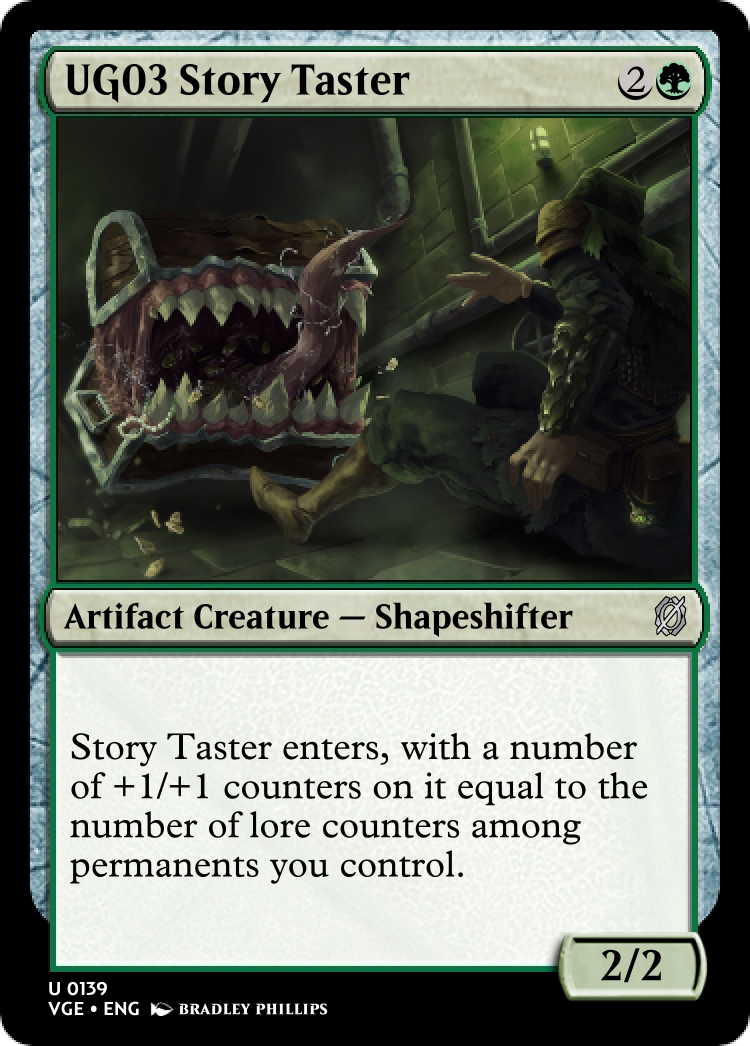 UG03 Story Taster 2
Artifact Creature — Shapeshifter
Story Taster enters, with a number
of +1/+1 counters on it equal to the
number of lore counters among
permanents you control.
2/2
U 0139
VGE • ENG BRADLEY PHILLIPS